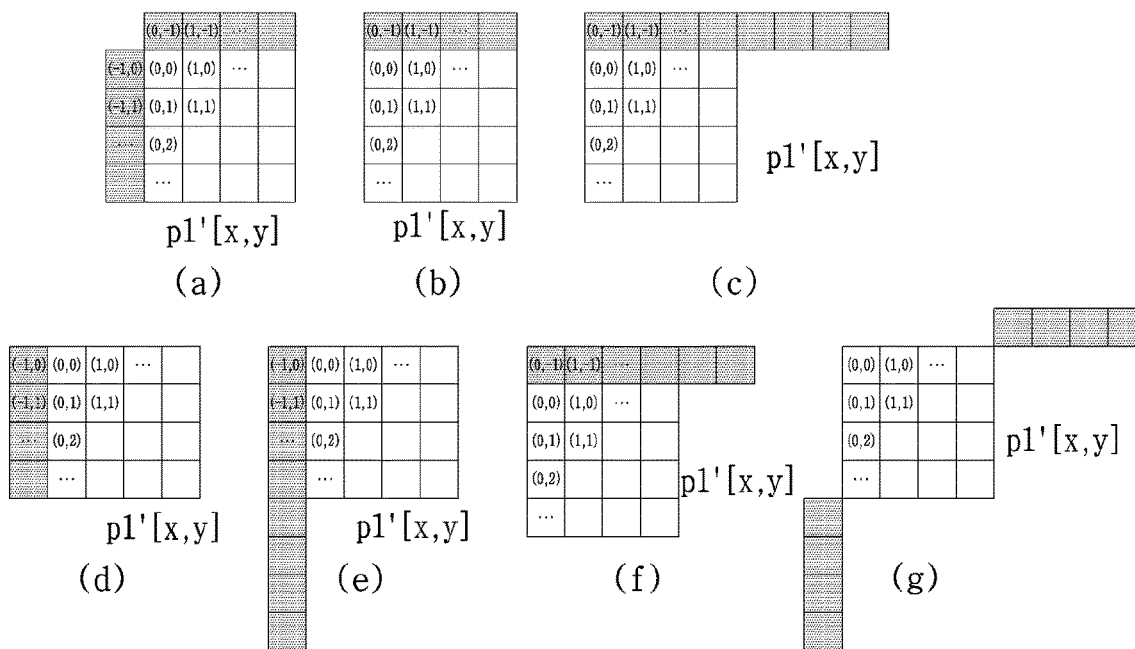 (0,-1) (1,-1) ...
(-1,0) (0,0) (1,0) ...
(-1,1) (0,1) (1,1)
... (0,2)
...
p1'[x,y]
(a)
(0,-1) (1,-1) ...
(0,0) (1,0) ...
(0,1) (1,1)
(0,2)
...
p1'[x,y]
(b)
(0,-1) (1,-1) ...
(0,0) (1,0) ...
(0,1) (1,1)
(0,2)
...
p1'[x,y]
(c)
(-1,0) (0,0) (1,0) ...
(-1,1) (0,1) (1,1)
... (0,2)
...
p1'[x,y]
(d)
(-1,0) (0,0) (1,0) ...
(-1,1) (0,1) (1,1)
... (0,2)
...
p1'[x,y]
(e)
(0,-1) (1,-1) ...
(0,0) (1,0) ...
(0,1) (1,1)
(0,2)
...
p1'[x,y]
(f)
(0,0) (1,0) ...
(0,1) (1,1)
(0,2)
...
p1'[x,y]
(g)